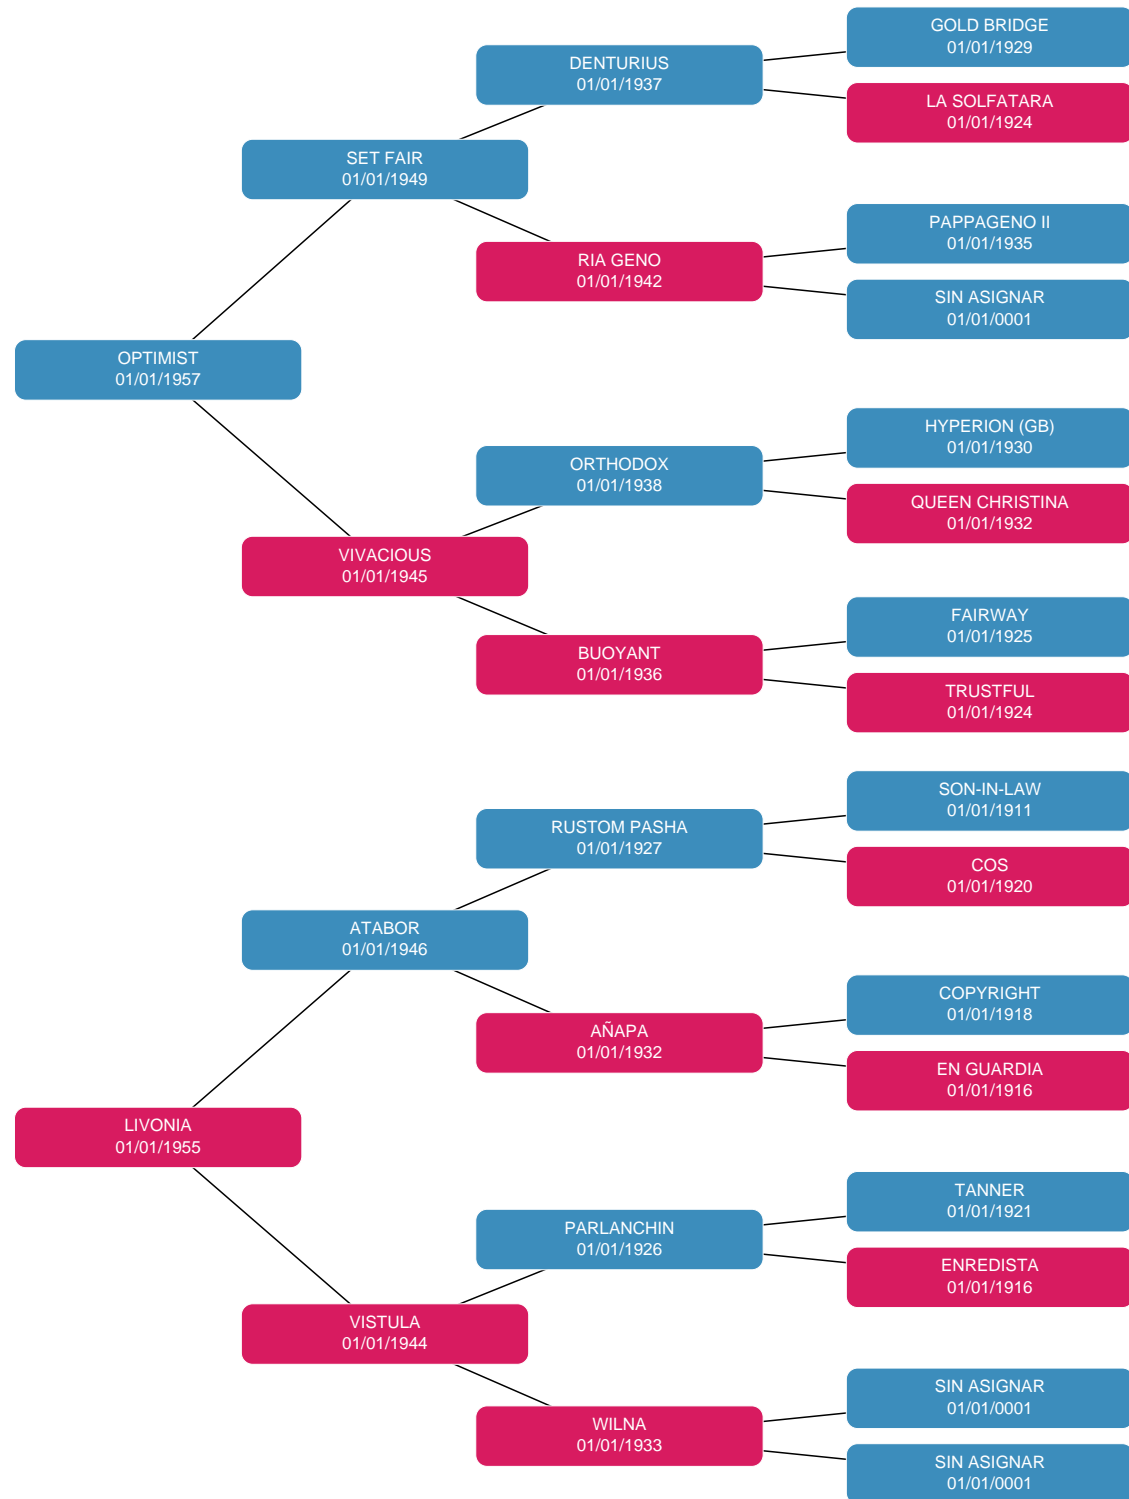 GOLD BRIDGE
01/01/1929
DENTURIUS
01/01/1937
LA SOLFATARA
01/01/1924
SET FAIR
01/01/1949
PAPPAGENO II
01/01/1935
RIA GENO
01/01/1942
SIN ASIGNAR
01/01/0001
OPTIMIST
01/01/1957
HYPERION (GB)
01/01/1930
ORTHODOX
01/01/1938
QUEEN CHRISTINA
01/01/1932
VIVACIOUS
01/01/1945
FAIRWAY
01/01/1925
BUOYANT
01/01/1936
TRUSTFUL
01/01/1924
SON-IN-LAW
01/01/1911
RUSTOM PASHA
01/01/1927
COS
01/01/1920
ATABOR
01/01/1946
COPYRIGHT
01/01/1918
AÑAPA
01/01/1932
EN GUARDIA
01/01/1916
LIVONIA
01/01/1955
TANNER
01/01/1921
PARLANCHIN
01/01/1926
ENREDISTA
01/01/1916
VISTULA
01/01/1944
SIN ASIGNAR
01/01/0001
WILNA
01/01/1933
SIN ASIGNAR
01/01/0001